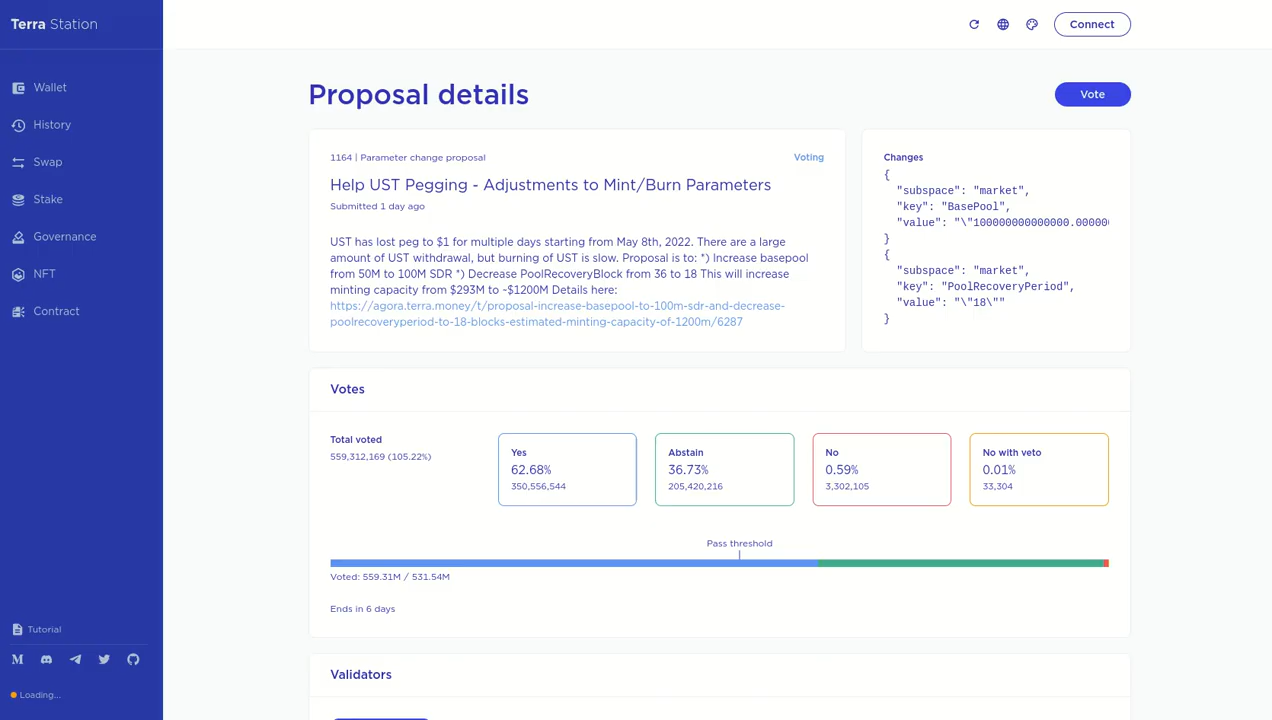 Terra Station
Connect
Wallet
History
Swap
Stake
Governance
NFT
Contract
Tutorial
Loading...
Proposal details
Vote
1164 | Parameter change proposal
Voting
Help UST Pegging - Adjustments to Mint/Burn Parameters
Submitted 1 day ago
UST has lost peg to $1 for multiple days starting from May 8th, 2022. There are a large
amount of UST withdrawal, but burning of UST is slow. Proposal is to: *) Increase basepool
from 50M to 100M SDR *) Decrease PoolRecoveryBlock from 36 to 18 This will increase
minting capacity from $293M to ~$1200M Details here:
https://agora.terra.money/t/proposal-increase-basepool-to-100m-sdr-and-decrease-
poolrecoveryperiod-to-18-blocks-estimated-minting-capacity-of-1200m/6287
Changes
{
"subspace": "market",
"key": "BasePool",
"value": "\"100000000000000.00000
}
{
"subspace": "market",
"key": "PoolRecoveryPeriod",
"value": "\"18\""
}
Votes
Total voted
559,312,169 (105.22%)
Yes
62.68%
350,556,544
Abstain
36.73%
205,420,216
No
0.59%
3,302,105
No with veto
0.01%
33,304
Pass threshold
Voted: 559.31M / 531.54M
Ends in 6 days
Validators